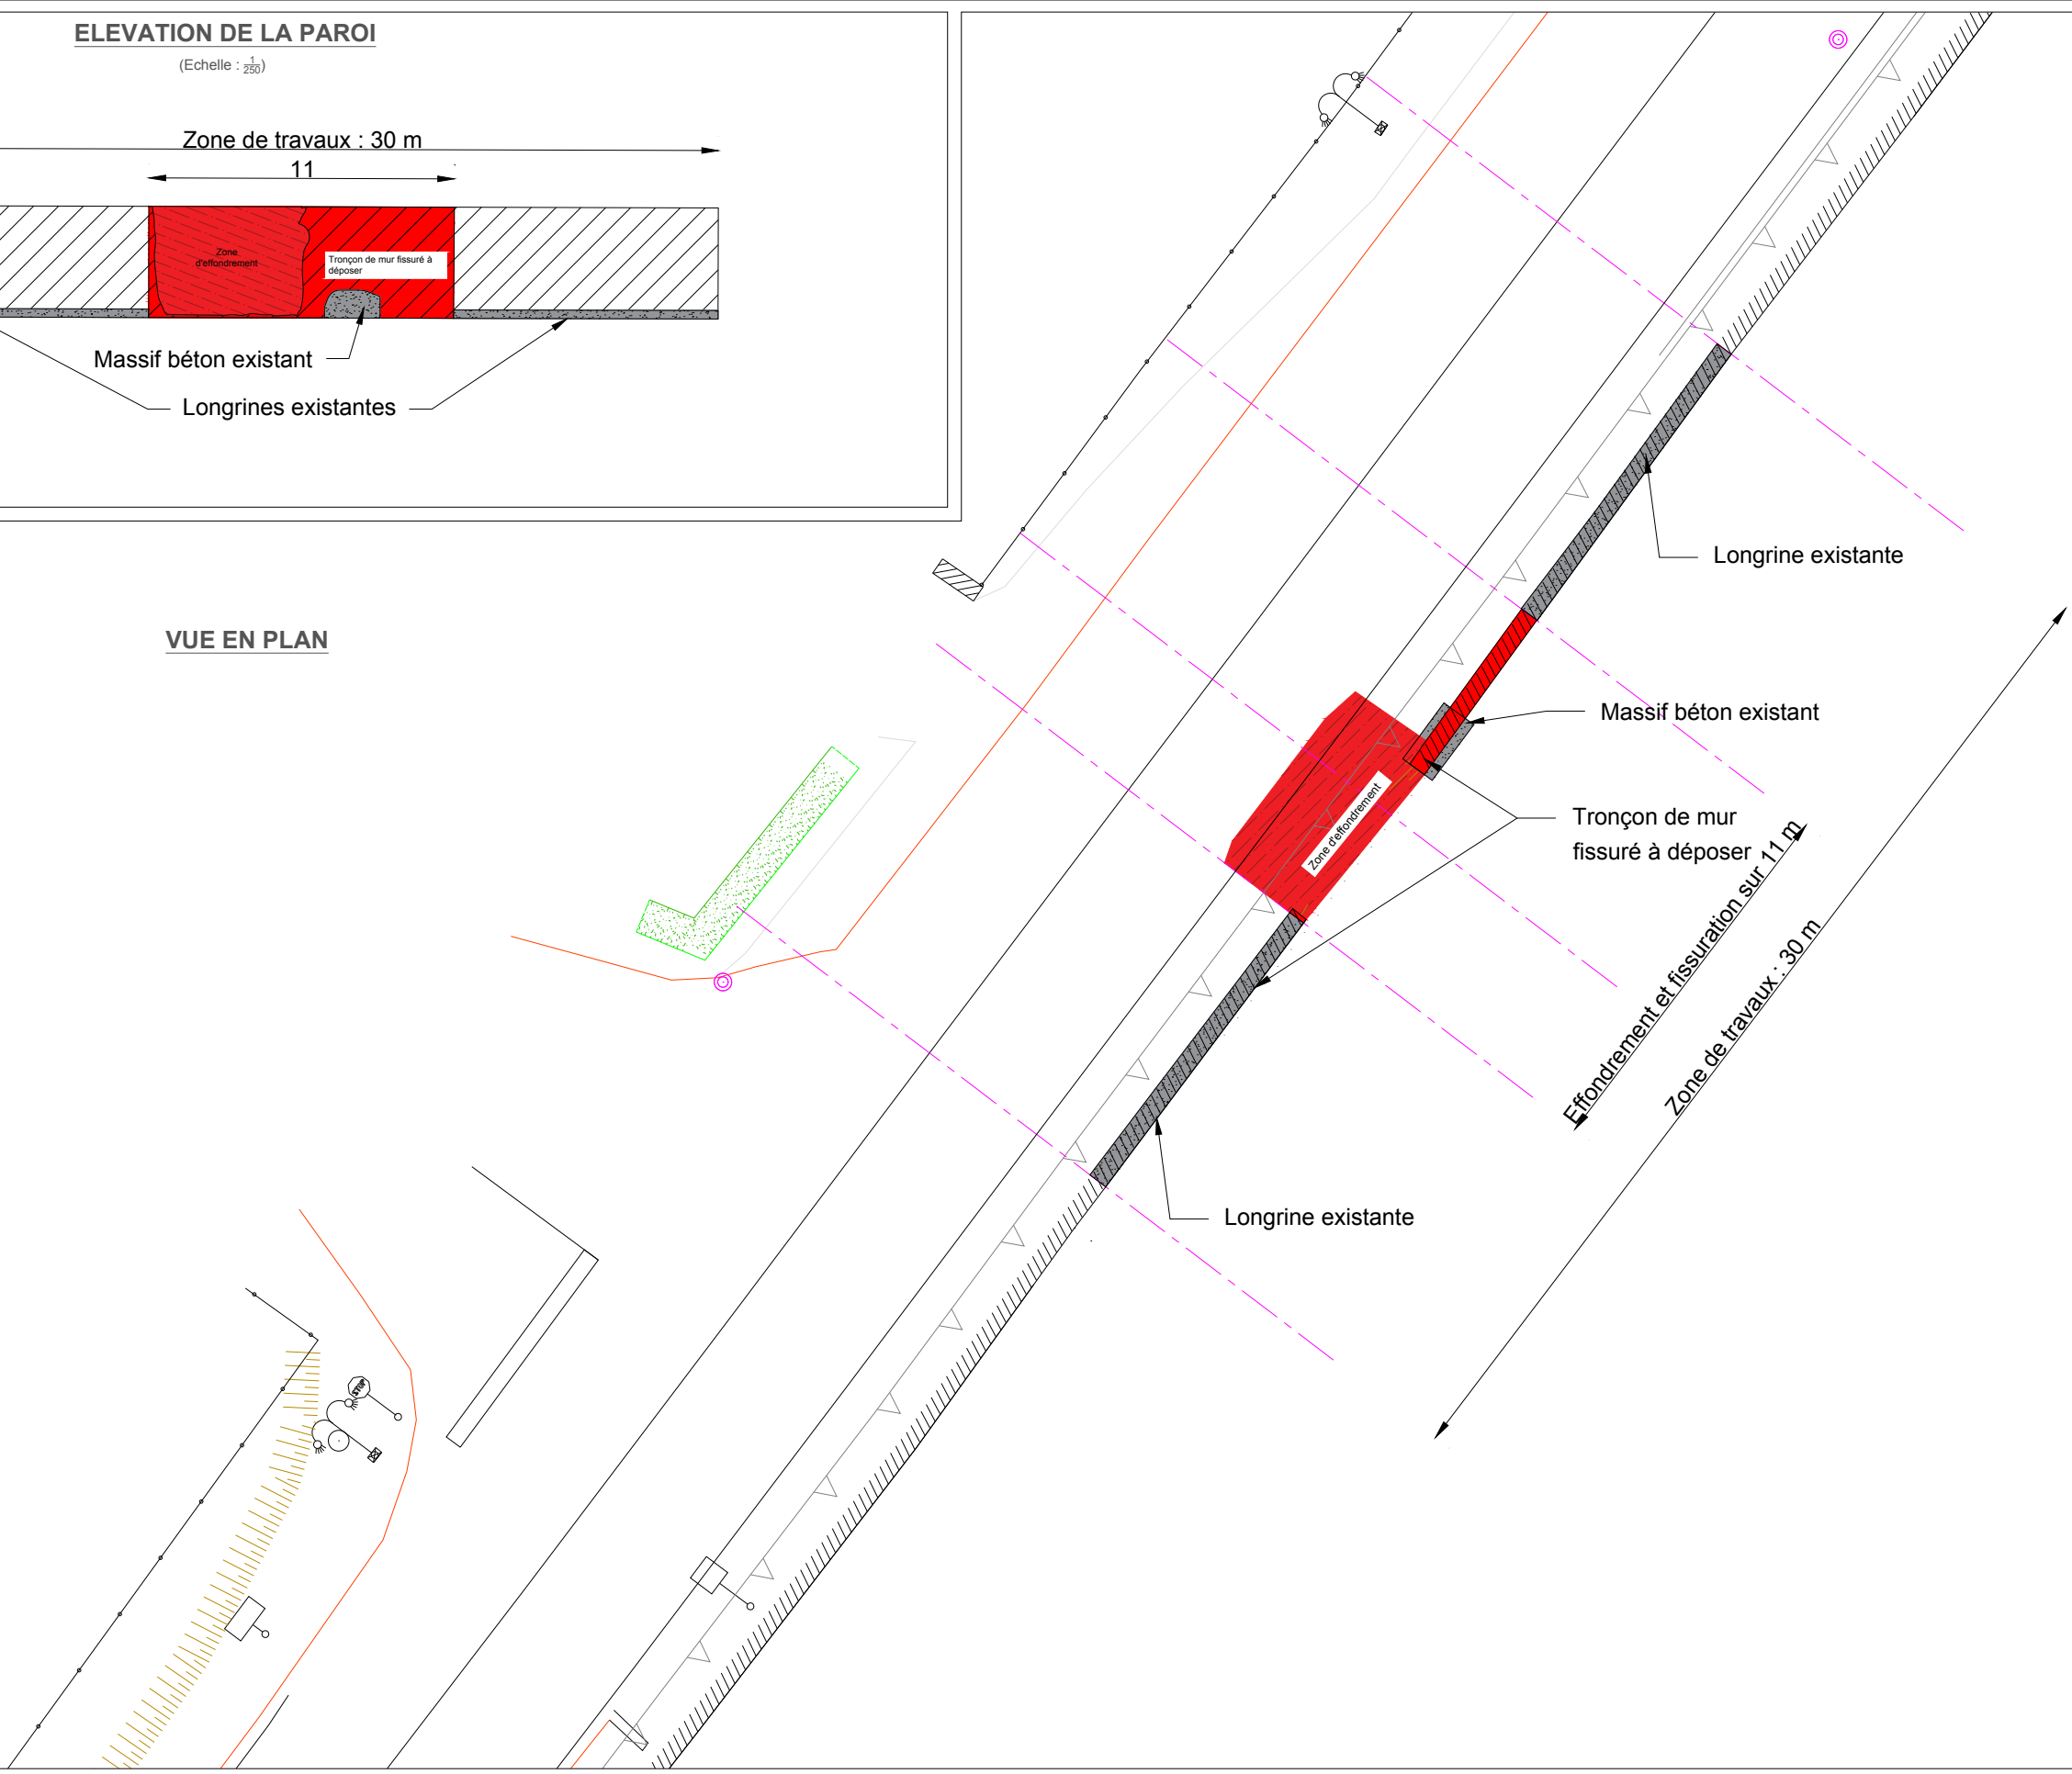 ELEVATION DE LA PAROI
(Echelle : 1/250)
Zone de travaux : 30 m
11
Zone
d'effondrement
Tronçon de mur fissuré à
déposer
Massif béton existant
Longrines existantes
VUE EN PLAN
Longrine existante
Massif béton existant
Zone d'effondrement
Tronçon de mur
fissuré à déposer
Effondrement et fissuration sur 11 m
Zone de travaux : 30 m
Longrine existante
STOP